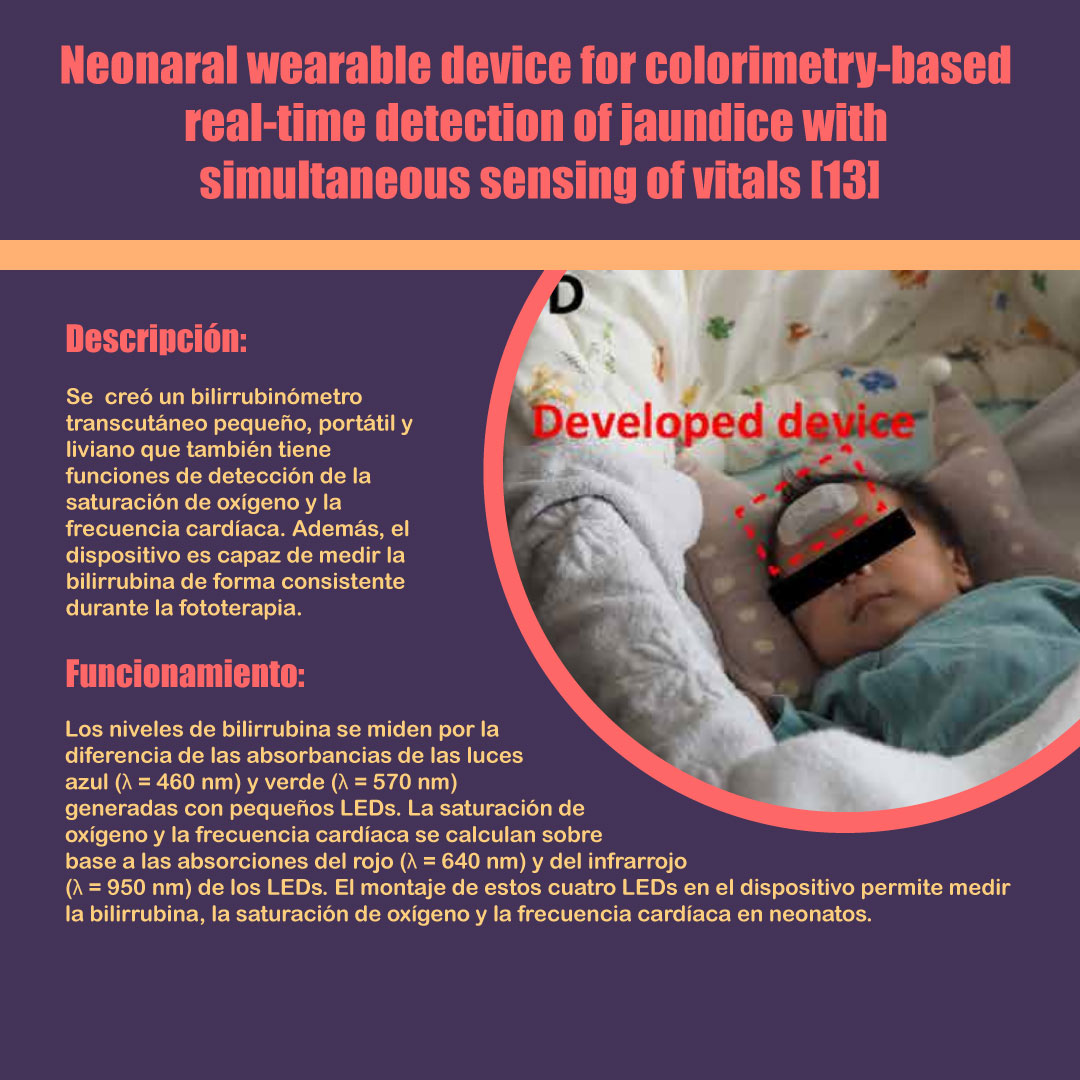 Neonaral wearable device for colorimetry-based
real-time detection of jaundice with
simultaneous sensing of vitals [13]
Descripción:
Se  creó un bilirrubinómetro
transcutáneo pequeño, portátil y
liviano que también tiene
funciones de detección de la
saturación de oxígeno y la
frecuencia cardíaca. Además, el
dispositivo es capaz de medir la
bilirrubina de forma consistente
durante la fototerapia.
D
Developed device
Funcionamiento:
Los niveles de bilirrubina se miden por la
diferencia de las absorbancias de las luces
azul (λ = 460 nm) y verde (λ = 570 nm)
generadas con pequeños LEDs. La saturación de
oxígeno y la frecuencia cardíaca se calculan sobre
base a las absorciones del rojo (λ = 640 nm) y del infrarrojo
(λ = 950 nm) de los LEDs. El montaje de estos cuatro LEDs en el dispositivo permite medir
la bilirrubina, la saturación de oxígeno y la frecuencia cardíaca en neonatos.